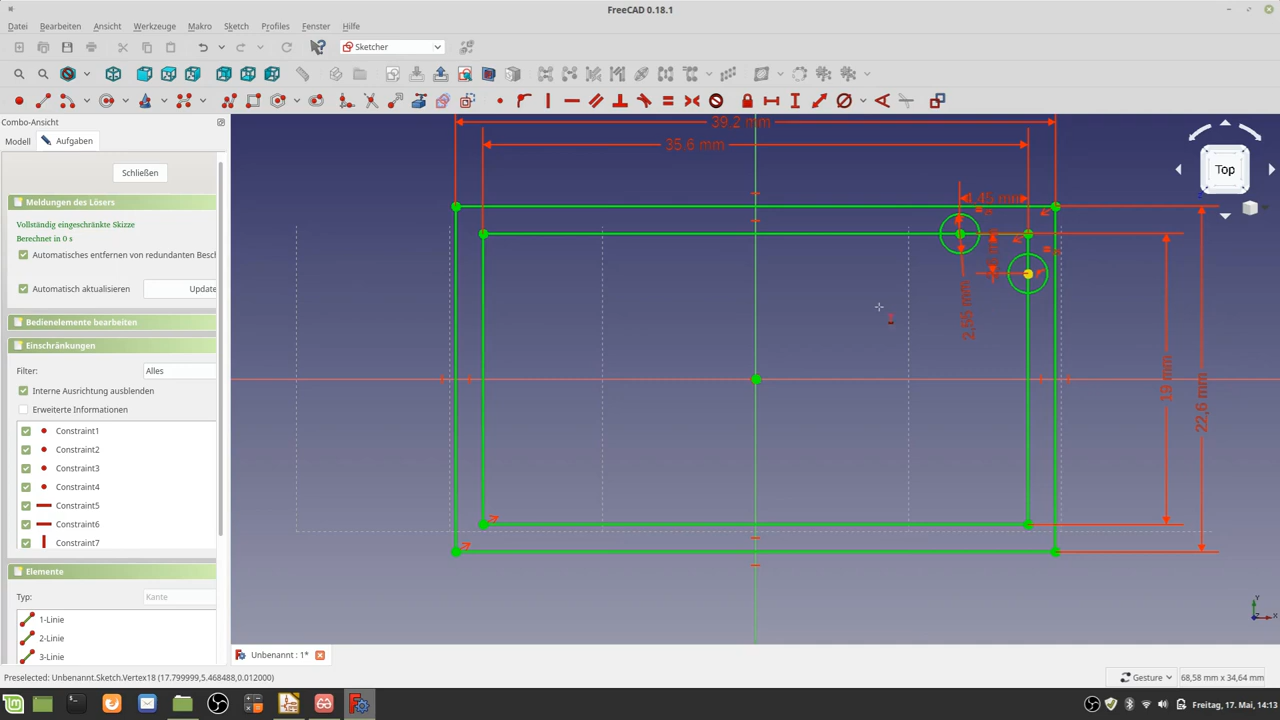 FreeCAD 0.18.1
Datei Bearbeiten Ansicht Werkzeuge Makro Sketch Profiles Fenster Hilfe
Sketcher
Combo-Ansicht
Modell Aufgaben
Schließen
Meldungen des Lösers
Vollständig eingeschränkte Skizze
Berechnet in 0 s
Automatisches entfernen von redundanten Besch
Automatisch aktualisieren Update
Bedienelemente bearbeiten
Einschränkungen
Filter: Alles
Interne Ausrichtung ausblenden
Erweiterte Informationen
Constraint1
Constraint2
Constraint3
Constraint4
Constraint5
Constraint6
Constraint7
Elemente
Typ: Kante
1-Linie
2-Linie
3-Linie
39,2 mm
35,6 mm
4,45 mm
19 mm
22,6 mm
Top
Y
Z X
Unbenannt : 1*
Preselected: Unbenannt.Sketch.Vertex18 (17.799999,5.468488,0.012000)
Gesture 68,58 mm x 34,64 mm
Freitag, 17. Mai, 14:13